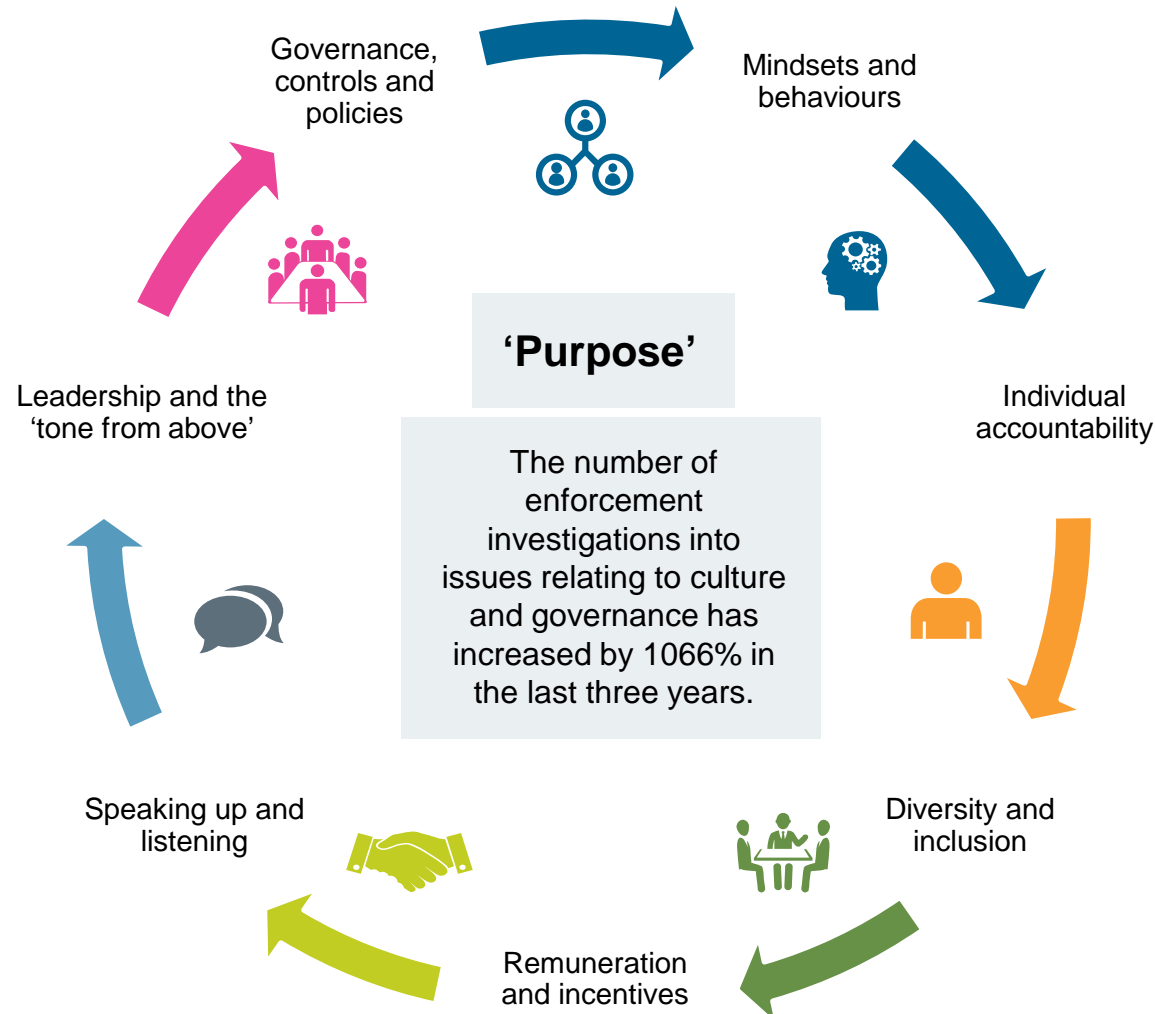 Governance,
controls and
policies
Mindsets and
behaviours
Individual
accountability
Diversity and
inclusion
Remuneration
and incentives
Speaking up and
listening
Leadership and the
‘tone from above’
‘Purpose’
The number of
enforcement
investigations into
issues relating to culture
and governance has
increased by 1066% in
the last three years.